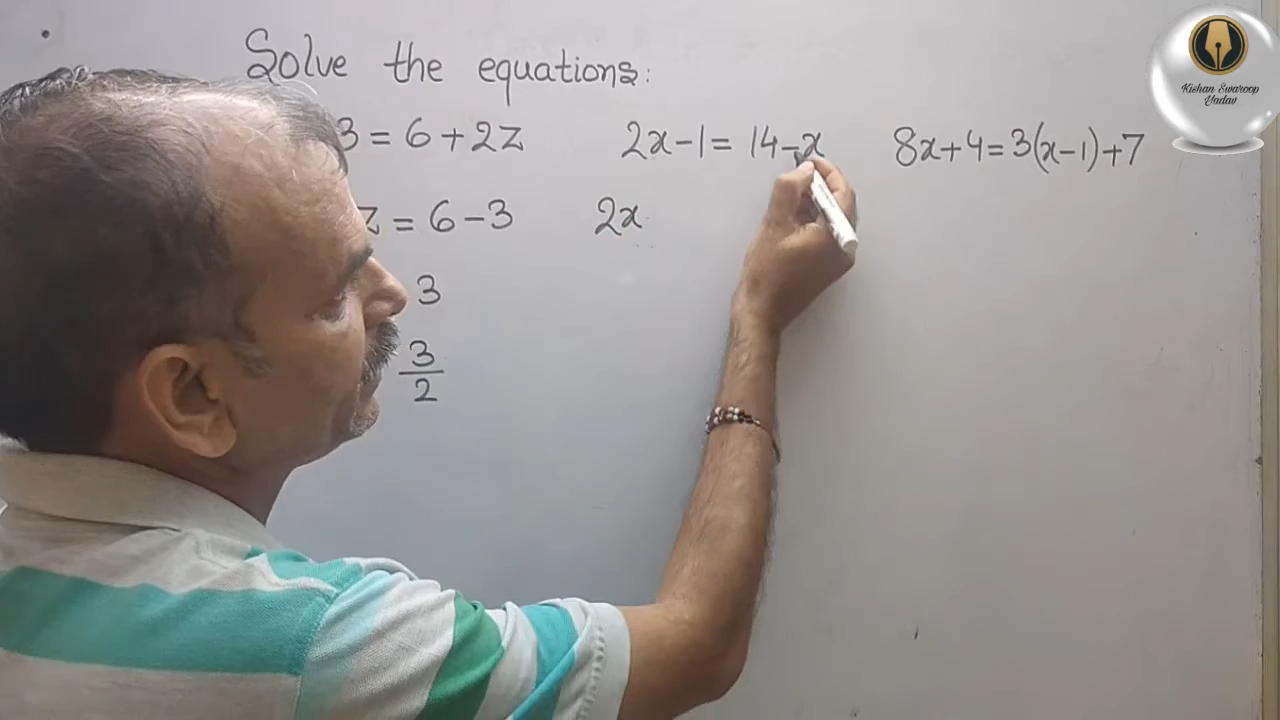 Solve the equations:
3 = 6 + 2z 2x - 1 = 14 - x 8x + 4 = 3(x - 1) + 7
z = 6 - 3 2x
3
3/2
Kishan Swaroop
Yadav